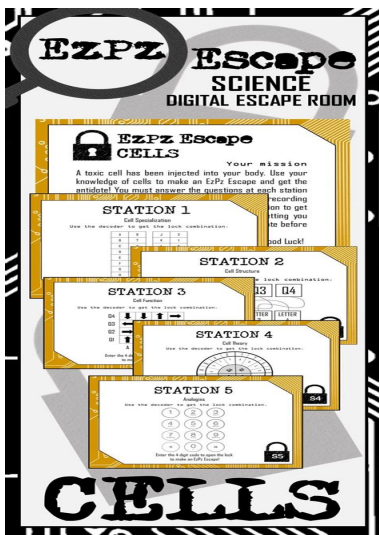 EzPz Escape
SCIENCE
DIGITAL ESCAPE ROOM
EzPz Escape
CELLS
Your mission
A toxic cell has been injected into your body. Use your
knowledge of cells to make an EzPz Escape and get the
antidote! You must answer the questions at each station
recording
to get
you
before
Good Luck!
STATION 1
Cell Specialization
Use the decoder to get the lock combination.
STATION 2
Cell Structure
lock combination.
Q3 Q4
LETTER LETTER
STATION 3
Cell Function
Use the decoder to get the lock combination.
Q4
Q3
Q2
Q1
Enter the 4
STATION 4
Cell Theory
Use the decoder to get the lock combination.
S4
STATION 5
Analogies
Use the decoder to get the lock combination.
1 2 3
4 5 6
7 8 9
0
Enter the 4 digit code to open the lock
to make an EzPz Escape!
S5
CELLS